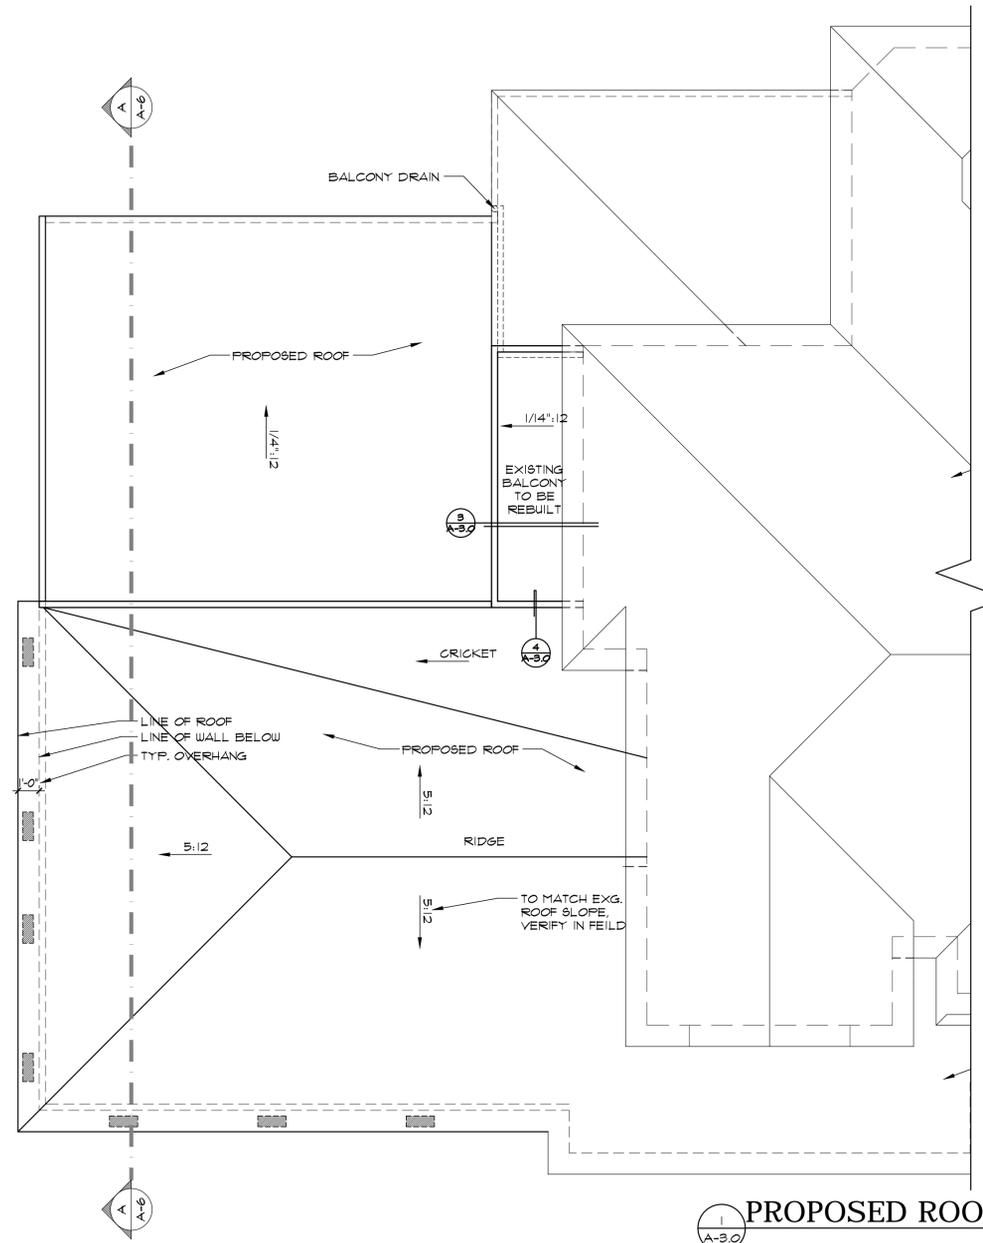 A
A-6
BALCONY DRAIN
PROPOSED ROOF
1/4":12
1/14":12
EXISTING
BALCONY
TO BE
REBUILT
3
A-3.0
4
A-3.0
CRICKET
LINE OF ROOF
LINE OF WALL BELOW
TYP. OVERHANG
1'-0"
PROPOSED ROOF
5:12
RIDGE
5:12
5:12
TO MATCH EXG.
ROOF SLOPE,
VERIFY IN FEILD
A
A-6
1
A-3.0
PROPOSED ROO